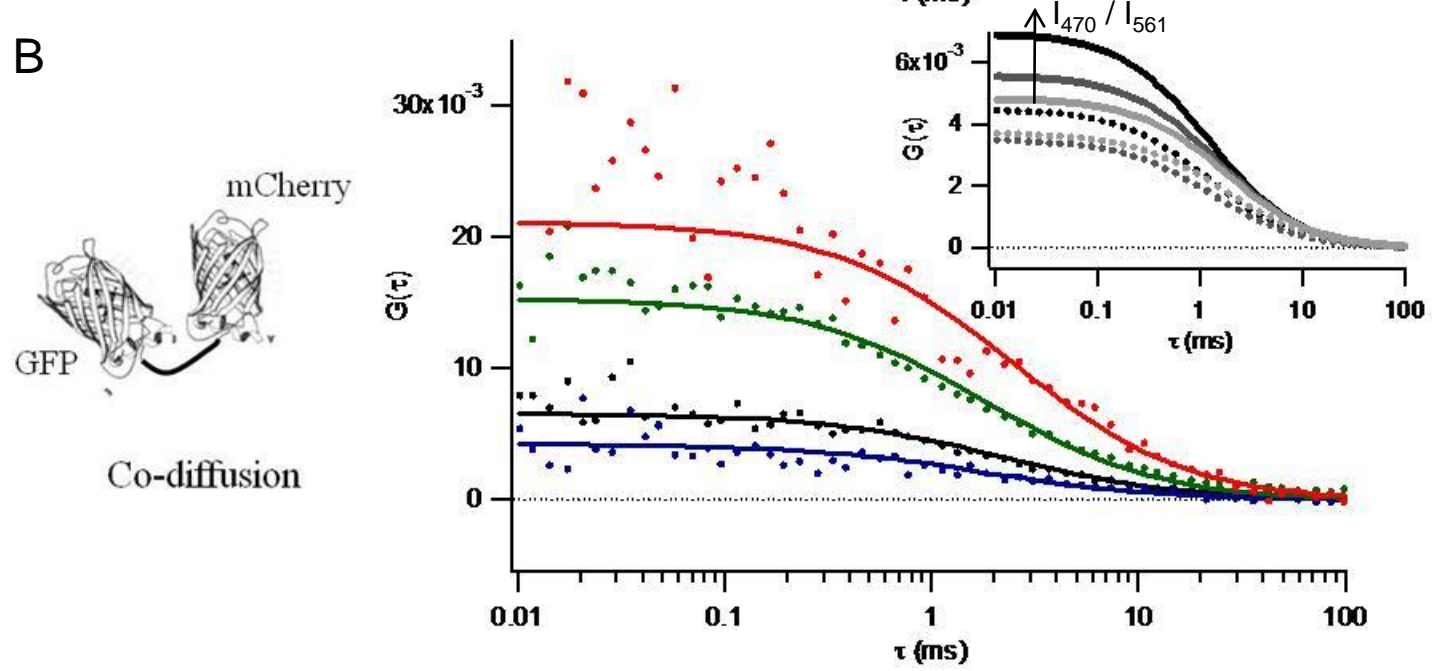 B
GFP
mCherry
Co-diffusion
G(τ)
30x10⁻³
20
10
0
0.01 0.1 1 10 100
τ (ms)
I₄₇₀ / I₅₆₁
G(τ)
6x10⁻³
4
2
0
0.01 0.1 1 10 100
τ (ms)